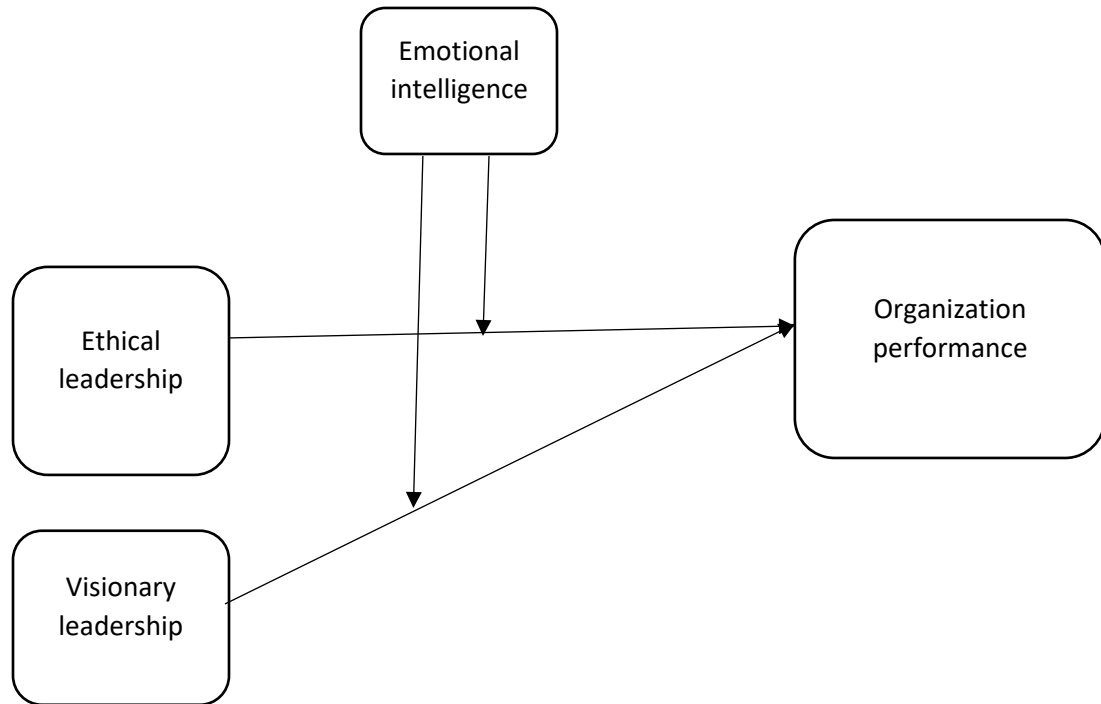 Emotional
intelligence
Ethical
leadership
Organization
performance
Visionary
leadership